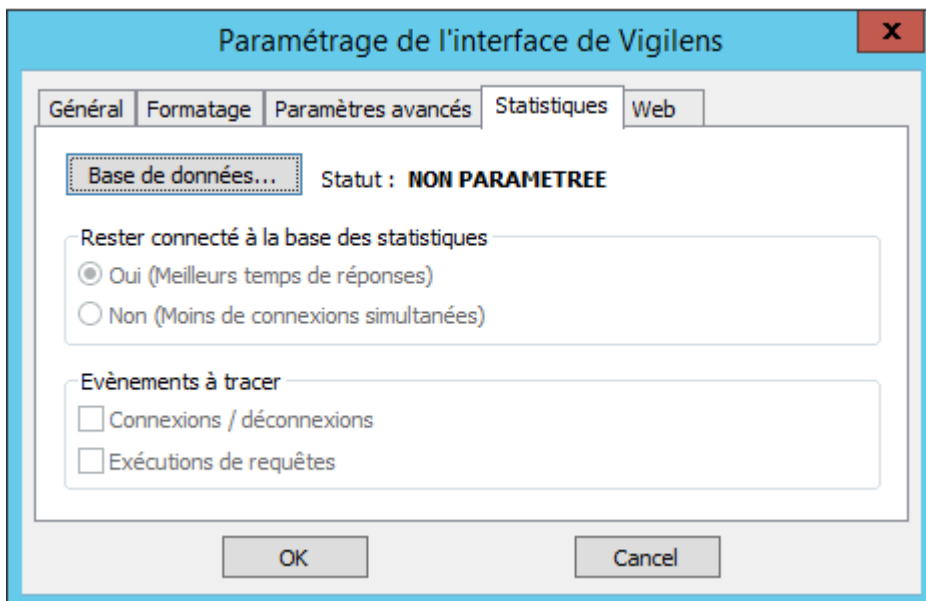 Paramétrage de l'interface de Vigilens
x
Général Formatage Paramètres avancés Statistiques Web
Base de données... Statut : NON PARAMETREE
Rester connecté à la base des statistiques
Oui (Meilleurs temps de réponses)
Non (Moins de connexions simultanées)
Evènements à tracer
Connexions / déconnexions
Exécutions de requêtes
OK Cancel